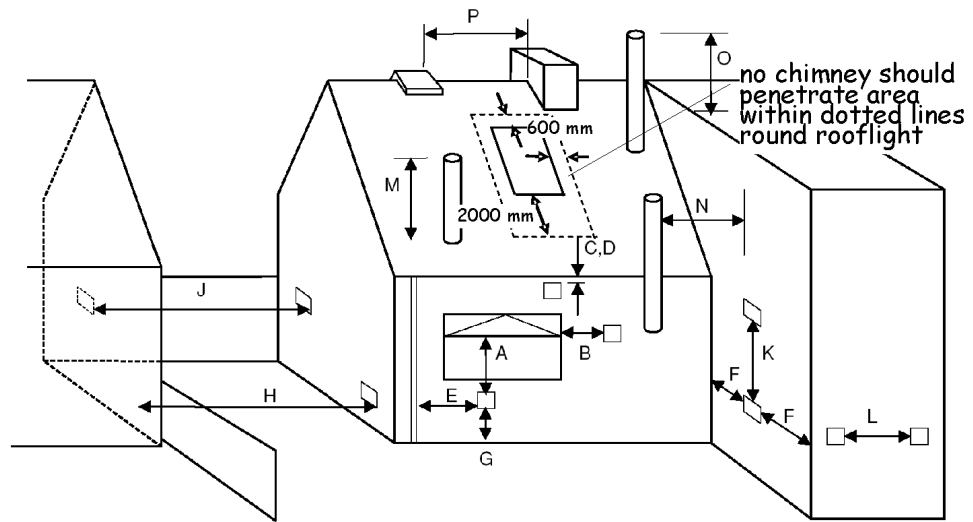 P
O
no chimney should
penetrate area
within dotted lines
round rooflight
600 mm
M
2000 mm
N
C,D
J
A
B
K
F
H
E
F
L
G